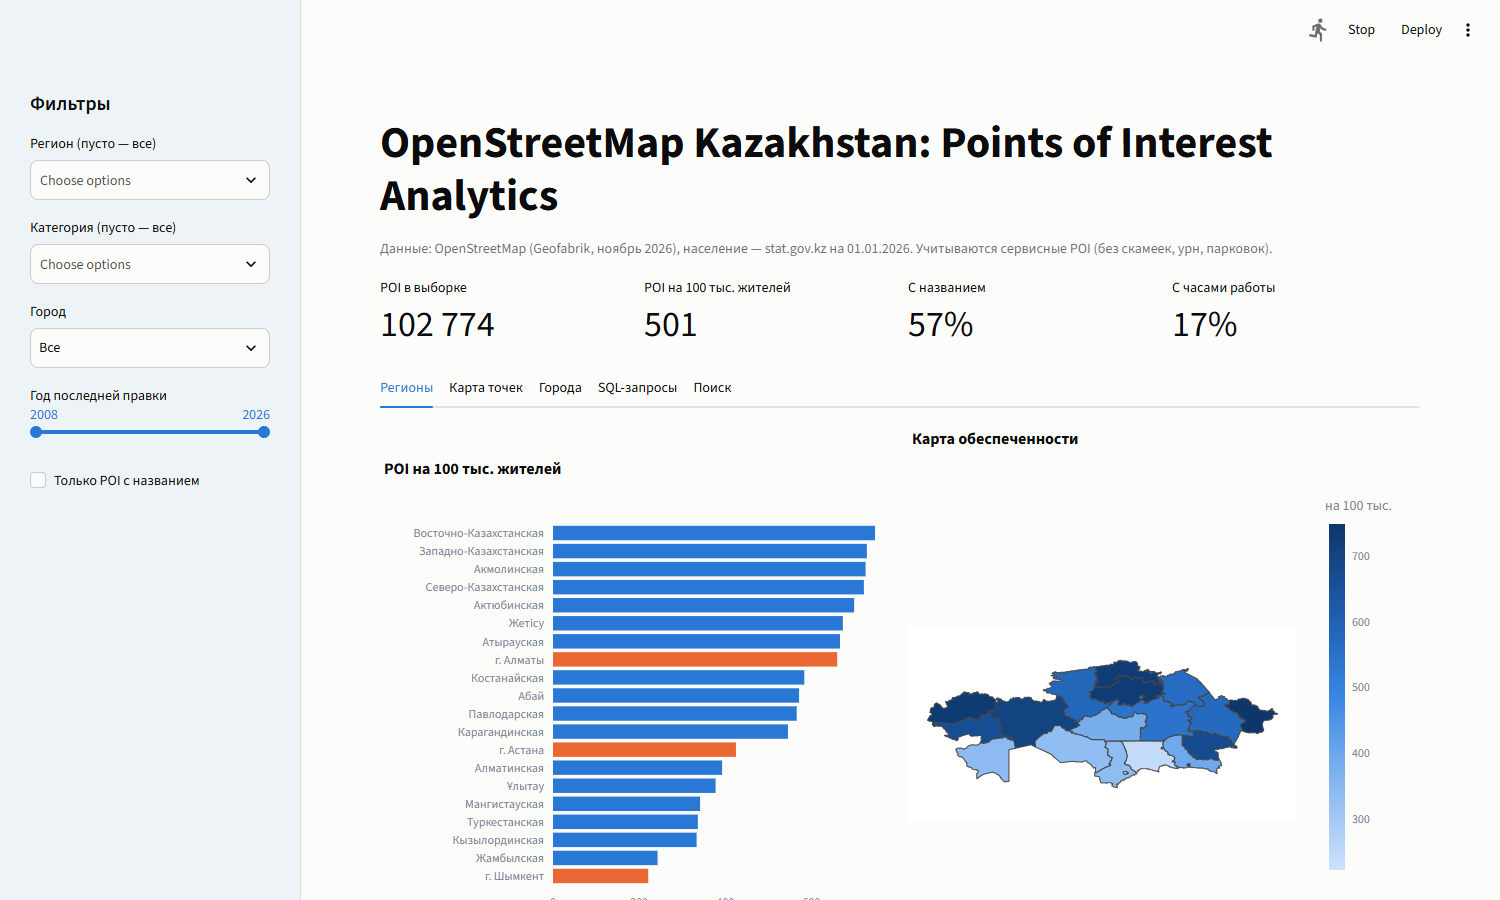 Stop
Deploy
Фильтры
Регион (пусто — все)
Choose options
Категория (пусто — все)
Choose options
Город
Все
Год последней правки
2008
2026
Только POI с названием
OpenStreetMap Kazakhstan: Points of Interest
Analytics
Данные: OpenStreetMap (Geofabrik, ноябрь 2026), население — stat.gov.kz на 01.01.2026. Учитываются сервисные POI (без скамеек, урн, парковок).
POI в выборке
102 774
POI на 100 тыс. жителей
501
С названием
57%
С часами работы
17%
Регионы
Карта точек
Города
SQL-запросы
Поиск
POI на 100 тыс. жителей
Восточно-Казахстанская
Западно-Казахстанская
Акмолинская
Северо-Казахстанская
Актюбинская
Жетісу
Атырауская
г. Алматы
Костанайская
Абай
Павлодарская
Карагандинская
г. Астана
Алматинская
Ұлытау
Мангистауская
Туркестанская
Кызылординская
Жамбылская
г. Шымкент
Карта обеспеченности
на 100 тыс.
700
600
500
400
300